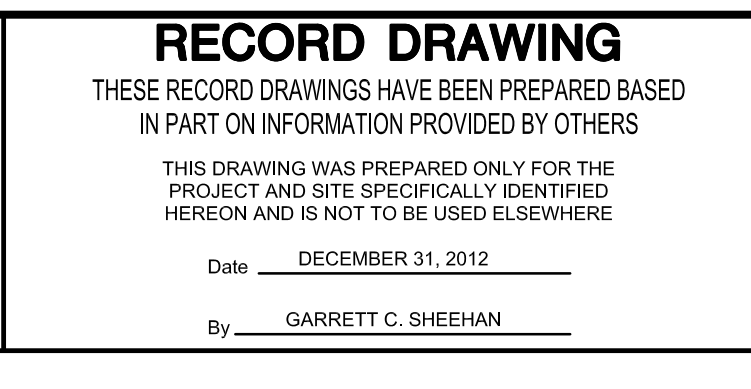 RECORD DRAWING
THESE RECORD DRAWINGS HAVE BEEN PREPARED BASED
IN PART ON INFORMATION PROVIDED BY OTHERS
THIS DRAWING WAS PREPARED ONLY FOR THE
PROJECT AND SITE SPECIFICALLY IDENTIFIED
HEREON AND IS NOT TO BE USED ELSEWHERE
Date DECEMBER 31, 2012
By GARRETT C. SHEEHAN